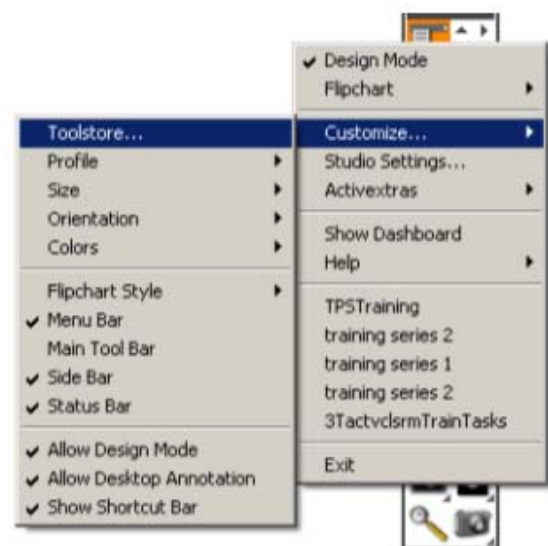 Design Mode
Flipchart
Customize...
Studio Settings...
Activextras
Show Dashboard
Help
TPSTraining
training series 2
training series 1
training series 2
3TactvclsrmTrainTasks
Exit
Toolstore...
Profile
Size
Orientation
Colors
Flipchart Style
Menu Bar
Main Tool Bar
Side Bar
Status Bar
Allow Design Mode
Allow Desktop Annotation
Show Shortcut Bar